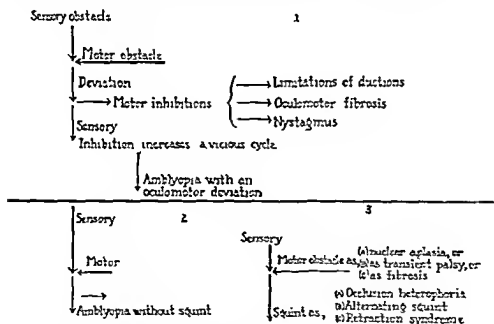 Sensory obstacle
1
Motor obstacle
Deviation
Motor inhibitions
Limitations of ductions
Oculomotor fibrosis
Nystagmus
Sensory
Inhibition increases a vicious cycle
Amblyopia with an
oculomotor deviation
2
Sensory
Motor
Amblyopia without squint
3
Sensory
Motor obstacle as,
(a) nuclear aplasia, or
(b) as transient palsy, or
(c) as fibrosis
Squint as,
(a) Occlusion heterophoria
(b) Alternating squint
(c) Retraction syndrome